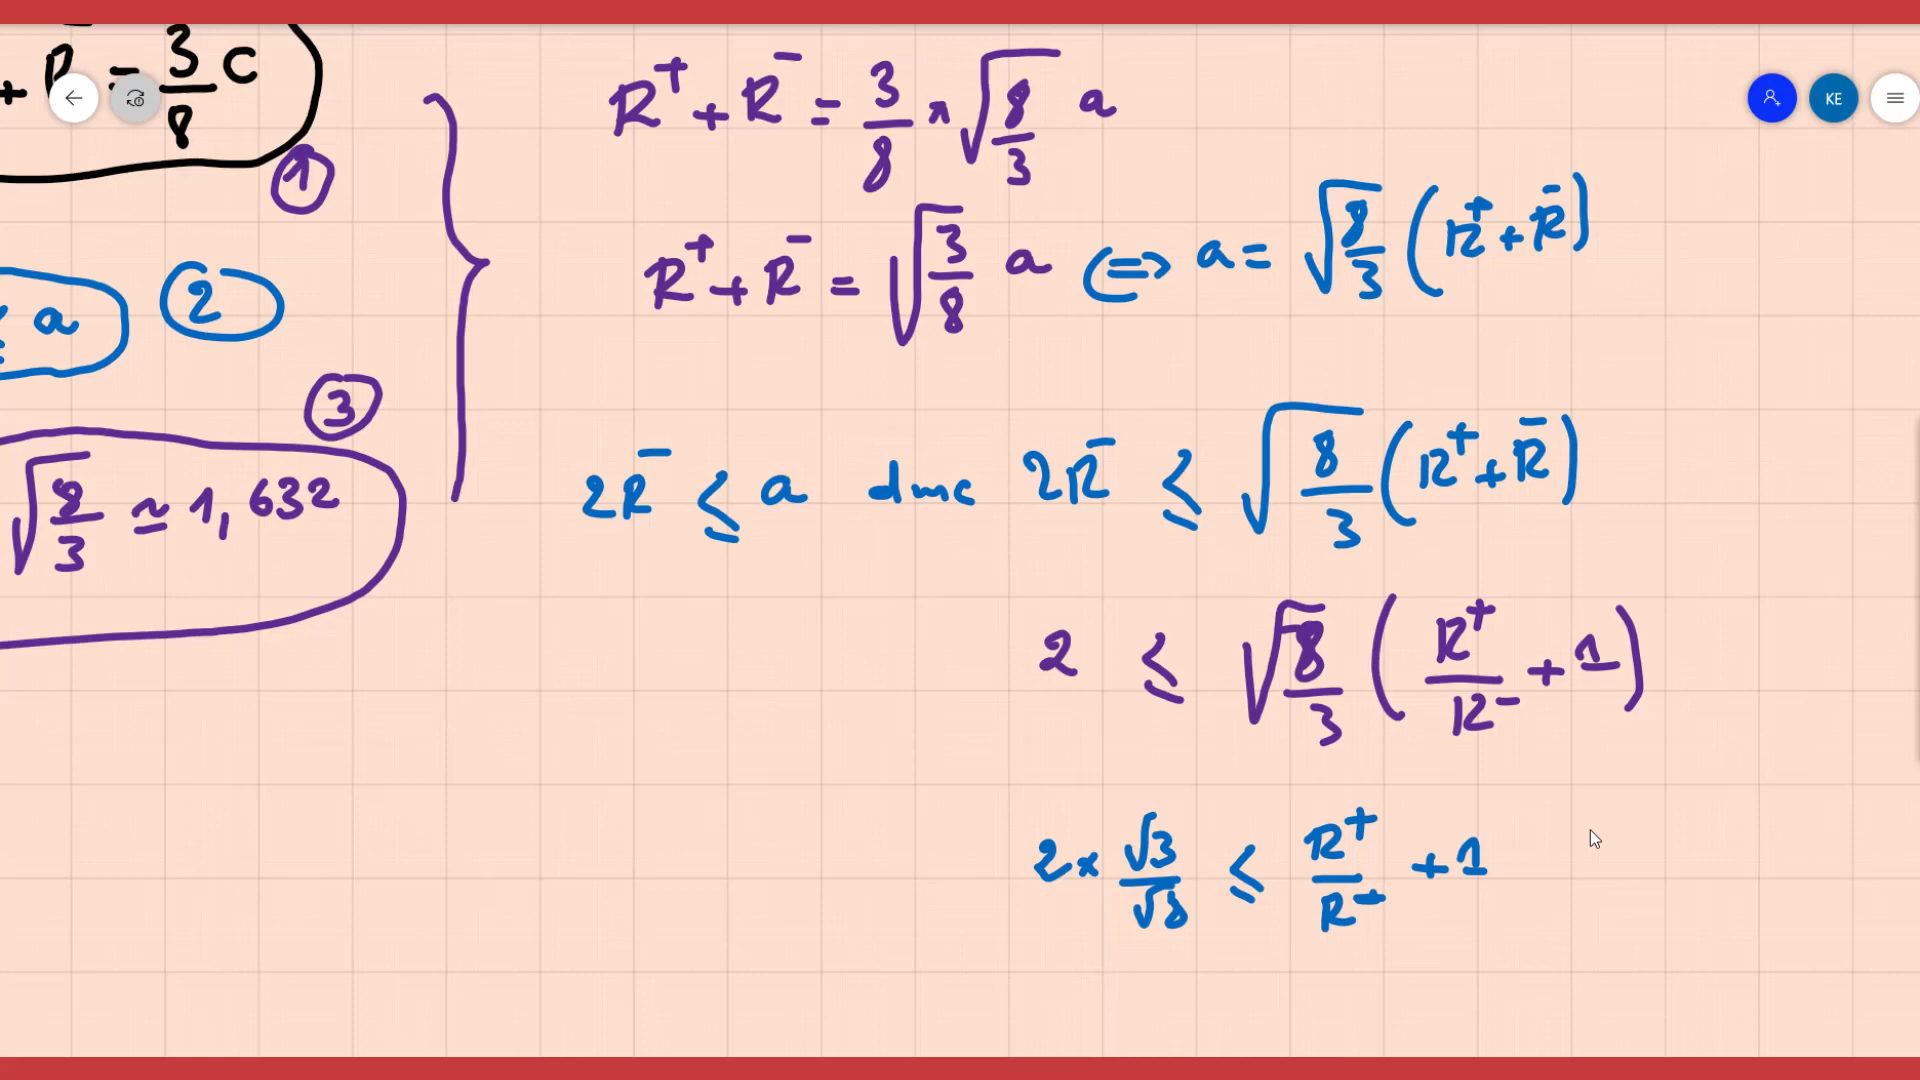 + R⁻ = 3/8 c
①
≤ a ②
③
√(8/3) ≃ 1,632
R⁺ + R⁻ = 3/8 × √(8/3) a
R⁺ + R⁻ = √(3/8) a ⟺ a = √(8/3) (R⁺ + R⁻)
2R⁻ ≤ a donc 2R⁻ ≤ √(8/3) (R⁺ + R⁻)
2 ≤ √(8/3) (R⁺/R⁻ + 1)
2 × √3/√8 ≤ R⁺/R⁻ + 1
KE